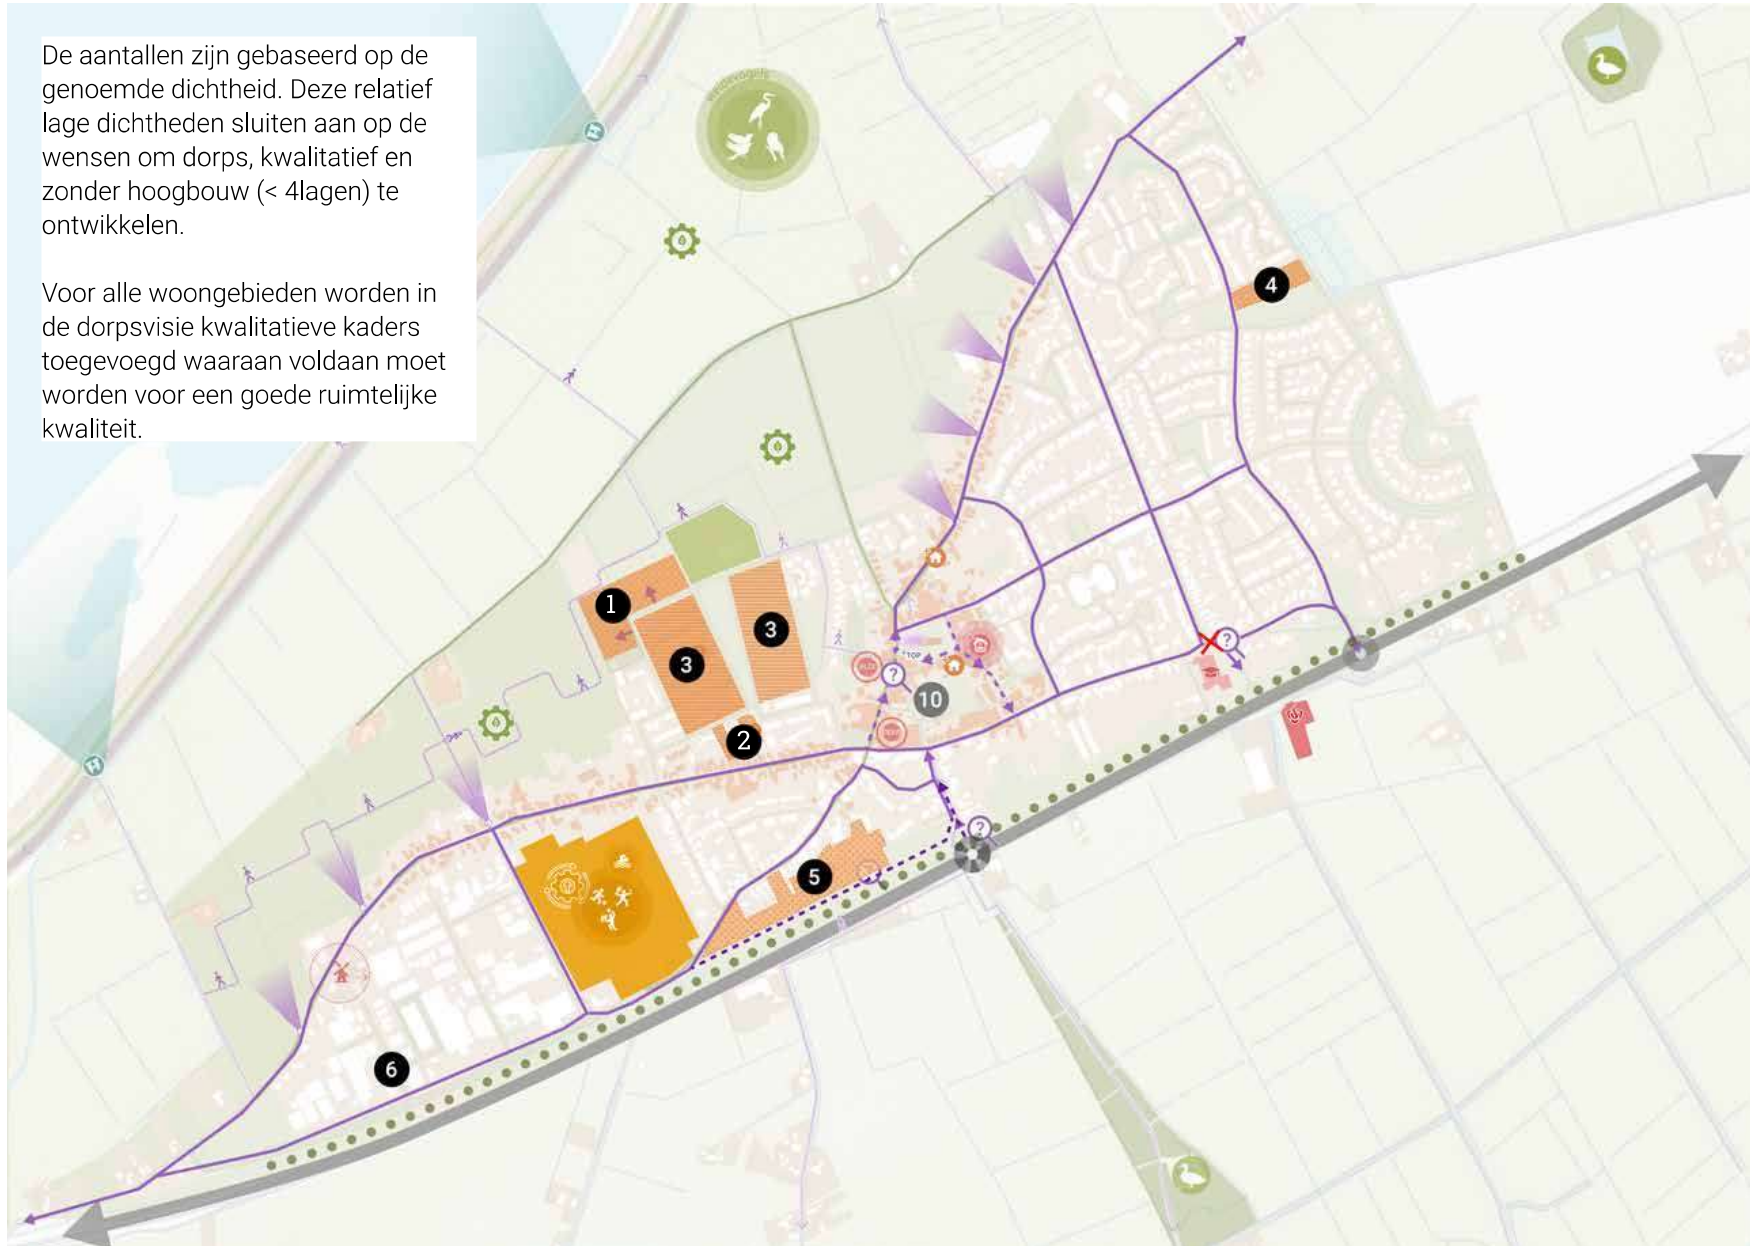 De aantallen zijn gebaseerd op de
genoemde dichtheid. Deze relatief
lage dichtheden sluiten aan op de
wensen om dorps, kwalitatief en
zonder hoogbouw (< 4lagen) te
ontwikkelen.
Voor alle woongebieden worden in
de dorpsvisie kwalitatieve kaders
toegevoegd waaraan voldaan moet
worden voor een goede ruimtelijke
kwaliteit.
weidevogels
H
4
1
3
3
?
?
10
2
H
?
5
6